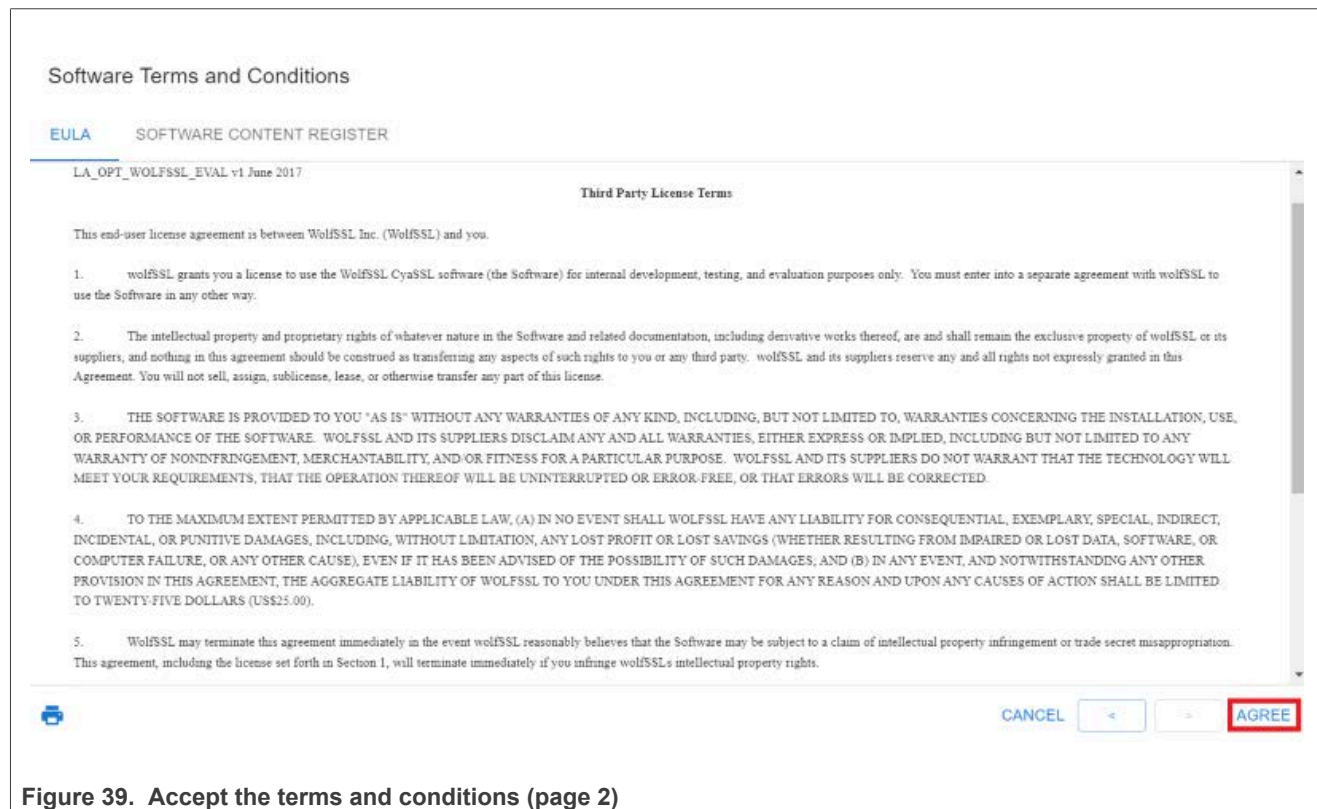 Software Terms and Conditions
EULA SOFTWARE CONTENT REGISTER
LA_OPT_WOLFSSL_EVAL v1 June 2017
Third Party License Terms
This end-user license agreement is between WolfSSL Inc. (WolfSSL) and you.
1. wolfSSL grants you a license to use the WolfSSL CyaSSL software (the Software) for internal development, testing, and evaluation purposes only. You must enter into a separate agreement with wolfSSL to
use the Software in any other way.
2. The intellectual property and proprietary rights of whatever nature in the Software and related documentation, including derivative works thereof, are and shall remain the exclusive property of wolfSSL or its
suppliers, and nothing in this agreement should be construed as transferring any aspects of such rights to you or any third party. wolfSSL and its suppliers reserve any and all rights not expressly granted in this
Agreement. You will not sell, assign, sublicense, lease, or otherwise transfer any part of this license.
3. THE SOFTWARE IS PROVIDED TO YOU "AS IS" WITHOUT ANY WARRANTIES OF ANY KIND, INCLUDING, BUT NOT LIMITED TO, WARRANTIES CONCERNING THE INSTALLATION, USE,
OR PERFORMANCE OF THE SOFTWARE. WOLFSSL AND ITS SUPPLIERS DISCLAIM ANY AND ALL WARRANTIES, EITHER EXPRESS OR IMPLIED, INCLUDING BUT NOT LIMITED TO ANY
WARRANTY OF NONINFRINGEMENT, MERCHANTABILITY, AND/OR FITNESS FOR A PARTICULAR PURPOSE. WOLFSSL AND ITS SUPPLIERS DO NOT WARRANT THAT THE TECHNOLOGY WILL
MEET YOUR REQUIREMENTS, THAT THE OPERATION THEREOF WILL BE UNINTERRUPTED OR ERROR-FREE, OR THAT ERRORS WILL BE CORRECTED.
4. TO THE MAXIMUM EXTENT PERMITTED BY APPLICABLE LAW, (A) IN NO EVENT SHALL WOLFSSL HAVE ANY LIABILITY FOR CONSEQUENTIAL, EXEMPLARY, SPECIAL, INDIRECT,
INCIDENTAL, OR PUNITIVE DAMAGES, INCLUDING, WITHOUT LIMITATION, ANY LOST PROFIT OR LOST SAVINGS (WHETHER RESULTING FROM IMPAIRED OR LOST DATA, SOFTWARE, OR
COMPUTER FAILURE, OR ANY OTHER CAUSE), EVEN IF IT HAS BEEN ADVISED OF THE POSSIBILITY OF SUCH DAMAGES; AND (B) IN ANY EVENT, AND NOTWITHSTANDING ANY OTHER
PROVISION IN THIS AGREEMENT, THE AGGREGATE LIABILITY OF WOLFSSL TO YOU UNDER THIS AGREEMENT FOR ANY REASON AND UPON ANY CAUSES OF ACTION SHALL BE LIMITED
TO TWENTY-FIVE DOLLARS (US$25.00).
5. WolfSSL may terminate this agreement immediately in the event wolfSSL reasonably believes that the Software may be subject to a claim of intellectual property infringement or trade secret misappropriation.
This agreement, including the license set forth in Section 1, will terminate immediately if you infringe wolfSSLs intellectual property rights.
CANCEL < > AGREE
Figure 39. Accept the terms and conditions (page 2)